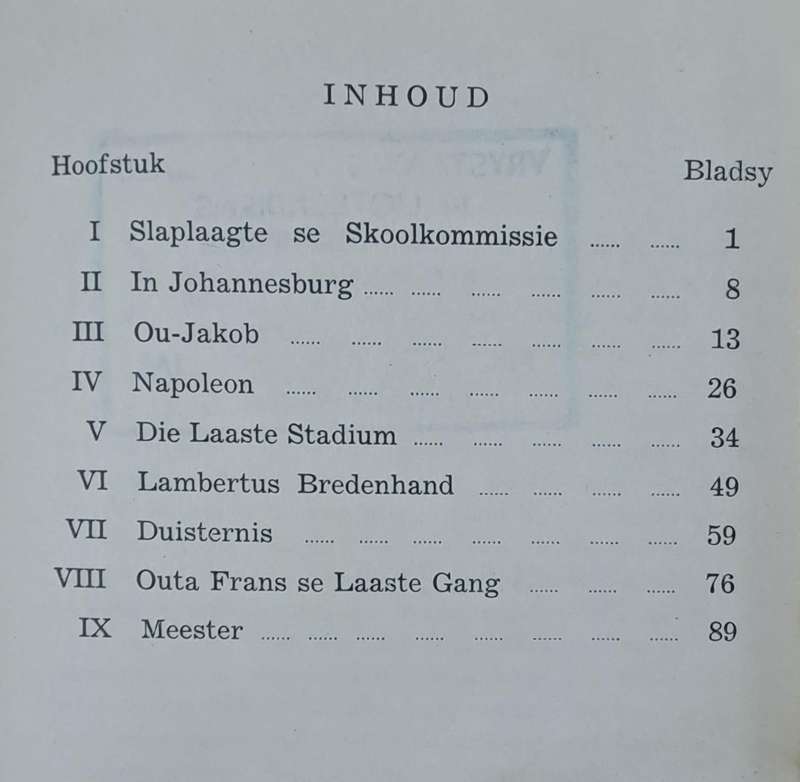 INHOUD
Hoofstuk Bladsy
I Slaplaagte se Skoolkommissie ...... ...... 1
II In Johannesburg ...... ...... ...... ...... ...... ...... 8
III Ou-Jakob ...... ...... ...... ...... ...... ...... ...... 13
IV Napoleon ...... ...... ...... ...... ...... ...... ...... 26
V Die Laaste Stadium ...... ...... ...... ...... ...... 34
VI Lambertus Bredenhand ...... ...... ...... ...... 49
VII Duisternis ...... ...... ...... ...... ...... ...... ...... 59
VIII Outa Frans se Laaste Gang ...... ...... ...... 76
IX Meester ...... ...... ...... ...... ...... ...... ...... ...... 89